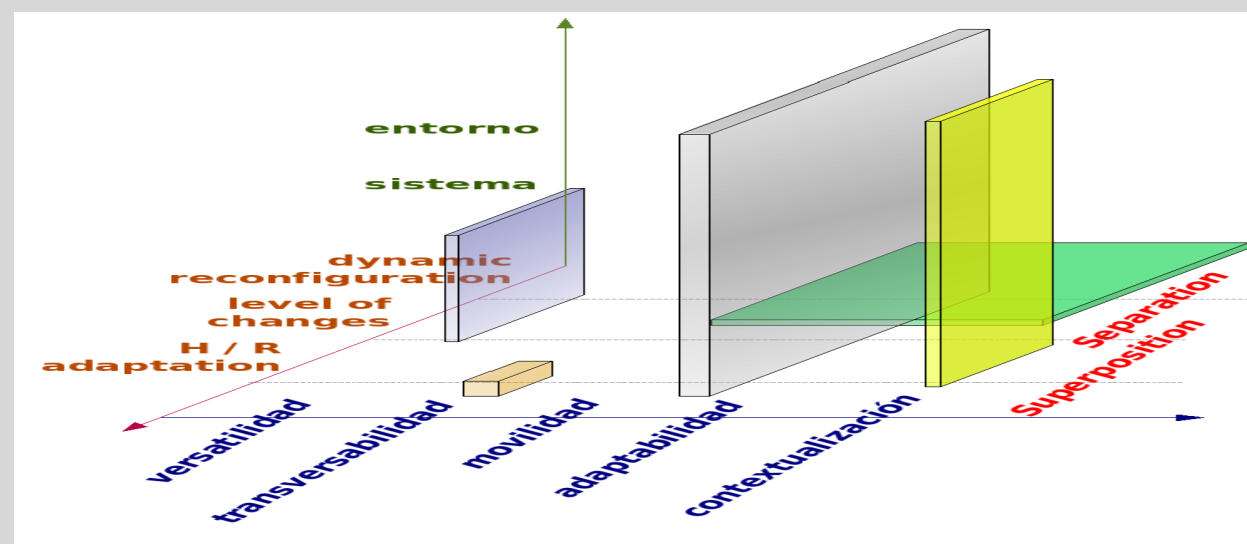 entorno
sistema
dynamic
reconfiguration
level of
changes
H / R
adaptation
versatilidad
transversabilidad
movilidad
adaptabilidad
contextualización
Separation
Superposition